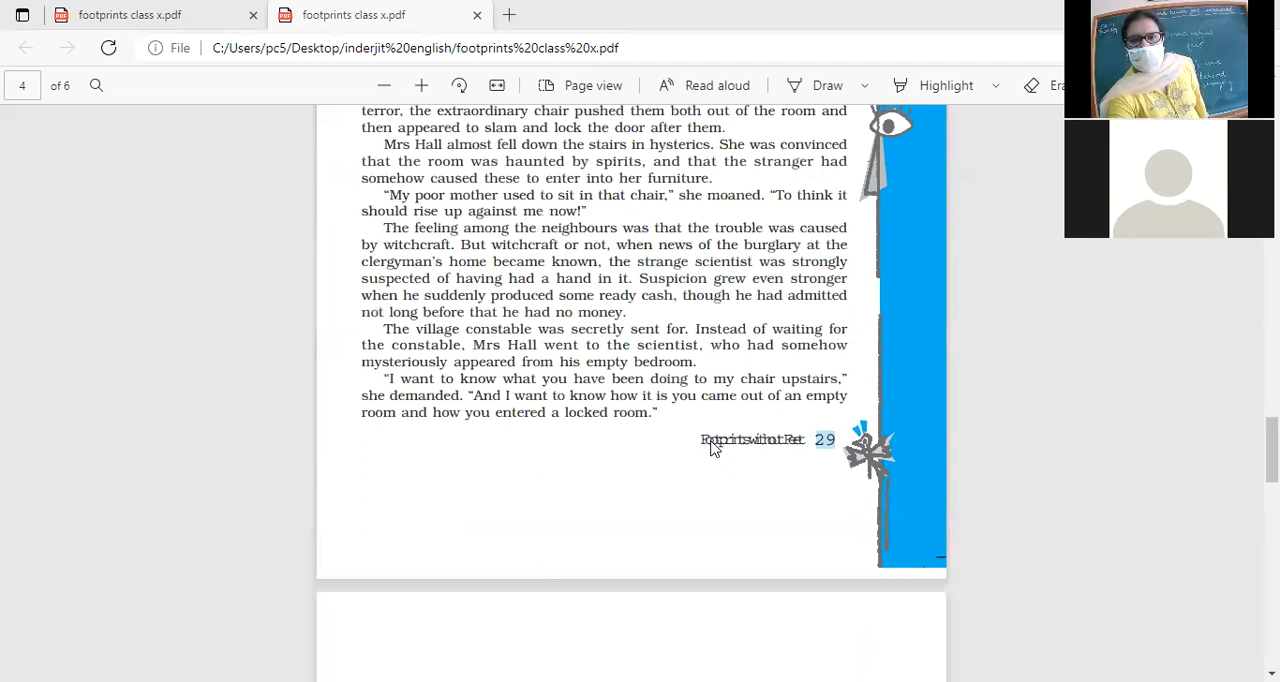 footprints class x.pdf
footprints class x.pdf
File C:/Users/pc5/Desktop/inderjit%20english/footprints%20class%20x.pdf
4 of 6
Page view
Read aloud
Draw
Highlight
Era
terror, the extraordinary chair pushed them both out of the room and
then appeared to slam and lock the door after them.
Mrs Hall almost fell down the stairs in hysterics. She was convinced
that the room was haunted by spirits, and that the stranger had
somehow caused these to enter into her furniture.
“My poor mother used to sit in that chair,” she moaned. “To think it
should rise up against me now!”
The feeling among the neighbours was that the trouble was caused
by witchcraft. But witchcraft or not, when news of the burglary at the
clergyman’s home became known, the strange scientist was strongly
suspected of having had a hand in it. Suspicion grew even stronger
when he suddenly produced some ready cash, though he had admitted
not long before that he had no money.
The village constable was secretly sent for. Instead of waiting for
the constable, Mrs Hall went to the scientist, who had somehow
mysteriously appeared from his empty bedroom.
“I want to know what you have been doing to my chair upstairs,”
she demanded. “And I want to know how it is you came out of an empty
room and how you entered a locked room.”
29